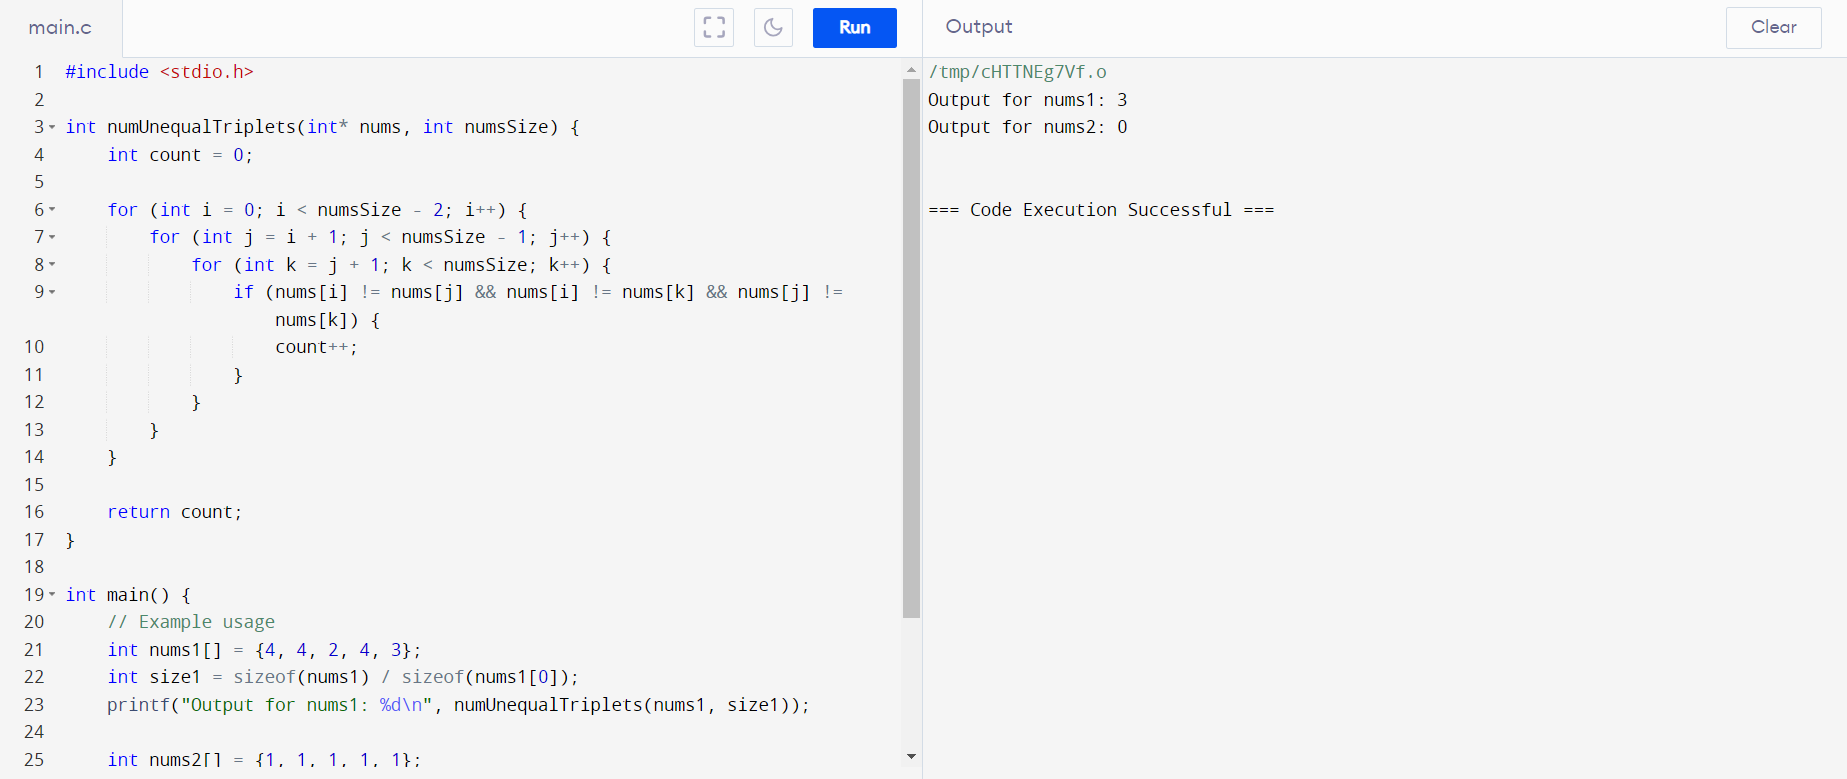 main.c
Run
Output
Clear
1 #include <stdio.h>
2
3 int numUnequalTriplets(int* nums, int numsSize) {
4     int count = 0;
5
6     for (int i = 0; i < numsSize - 2; i++) {
7         for (int j = i + 1; j < numsSize - 1; j++) {
8             for (int k = j + 1; k < numsSize; k++) {
9                 if (nums[i] != nums[j] && nums[i] != nums[k] && nums[j] !=
                    nums[k]) {
10                    count++;
11                }
12            }
13        }
14    }
15
16    return count;
17 }
18
19 int main() {
20    // Example usage
21    int nums1[] = {4, 4, 2, 4, 3};
22    int size1 = sizeof(nums1) / sizeof(nums1[0]);
23    printf("Output for nums1: %d\n", numUnequalTriplets(nums1, size1));
24
25    int nums2[] = {1, 1, 1, 1, 1};
/tmp/cHTTNEg7Vf.o
Output for nums1: 3
Output for nums2: 0
=== Code Execution Successful ===